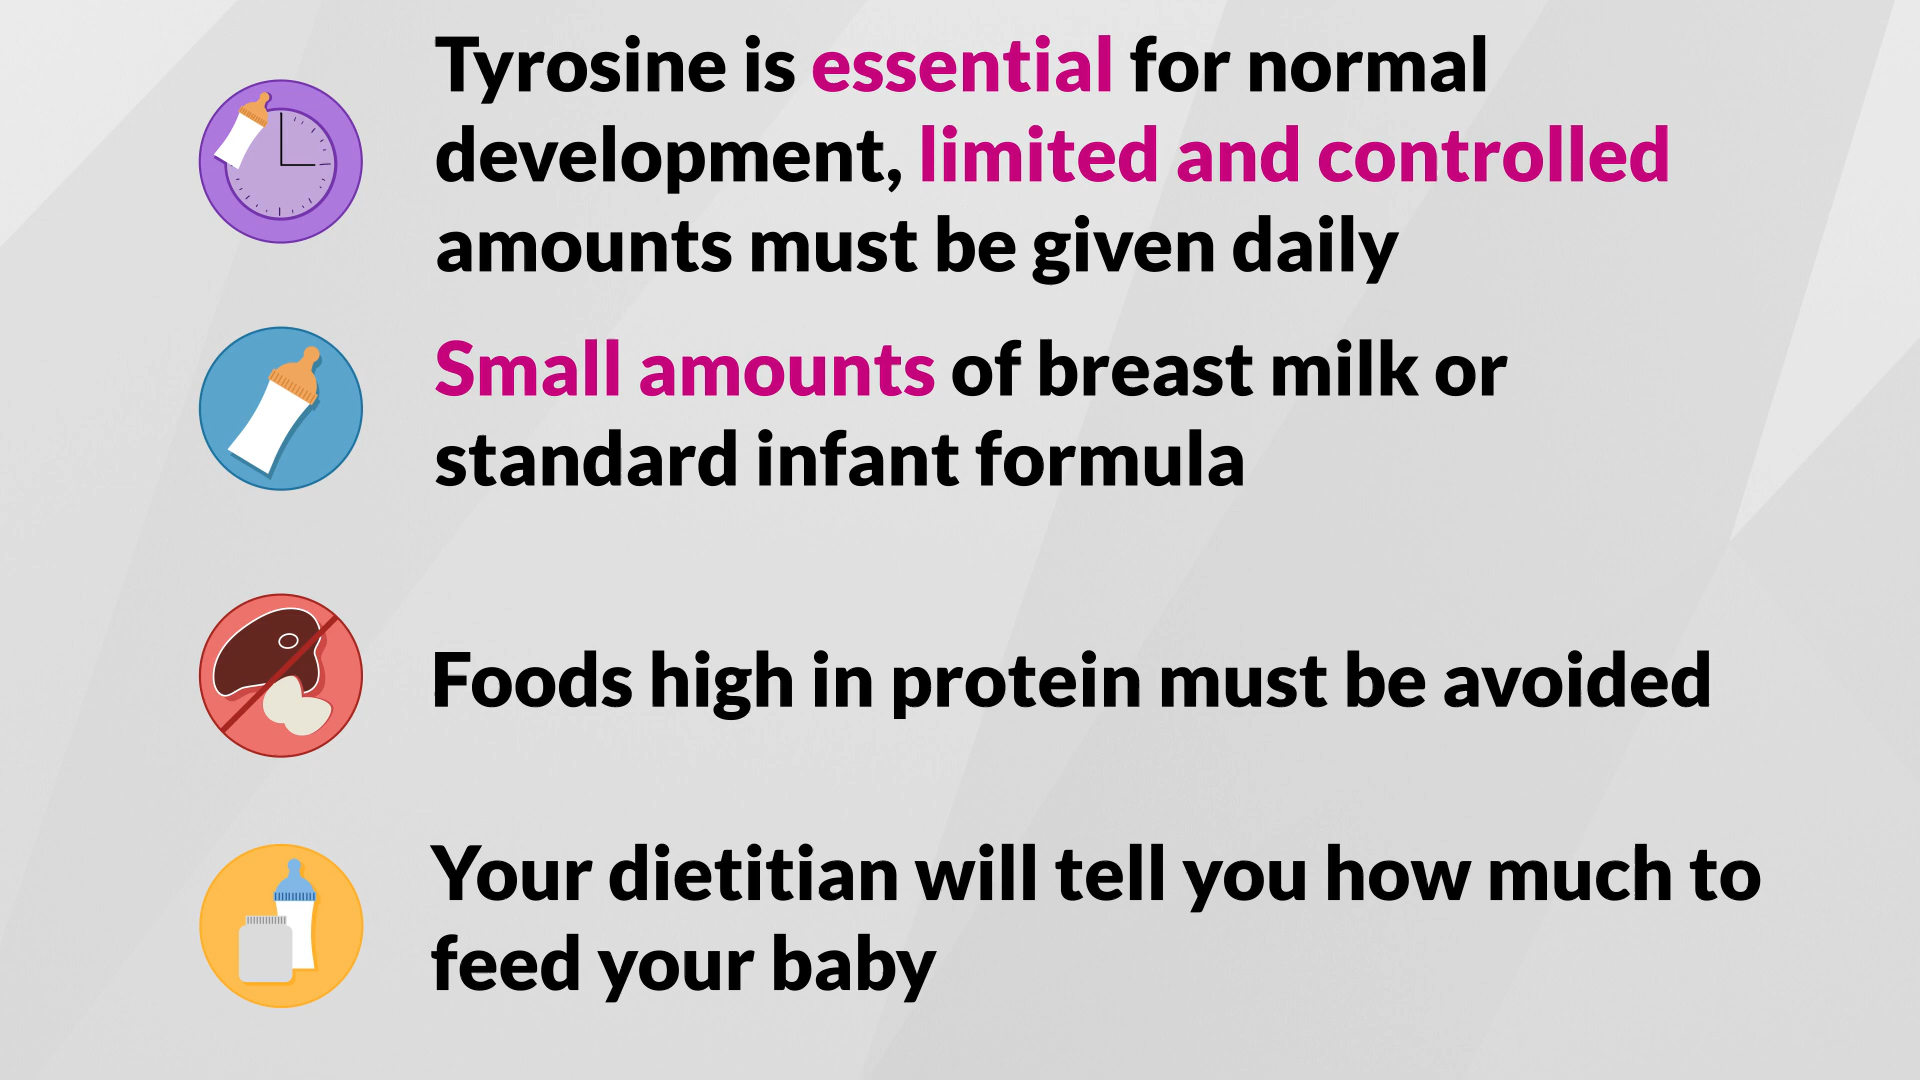 Tyrosine is essential for normal
development, limited and controlled
amounts must be given daily
Small amounts of breast milk or
standard infant formula
Foods high in protein must be avoided
Your dietitian will tell you how much to
feed your baby